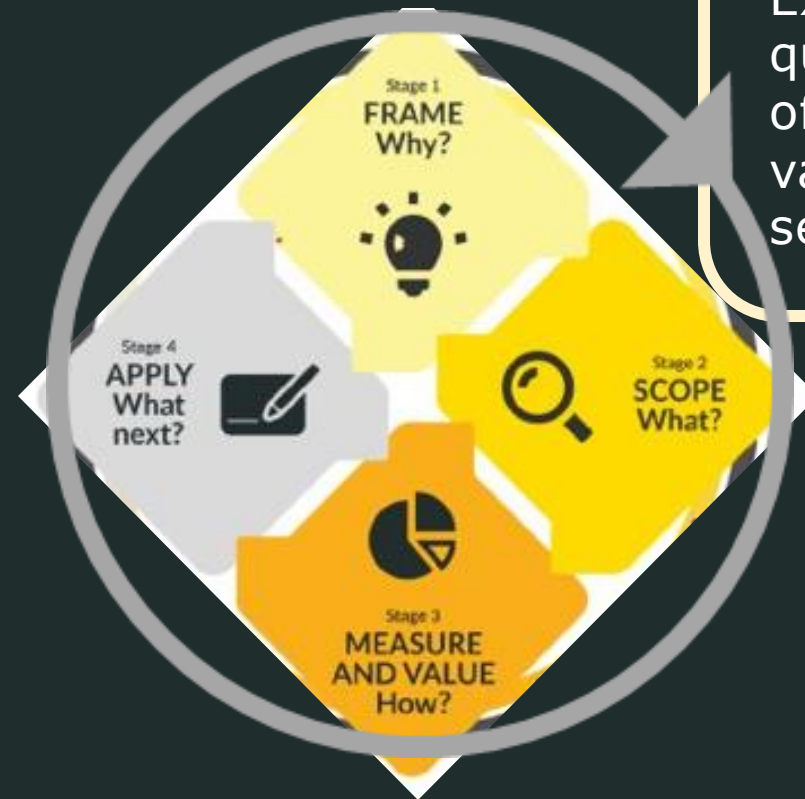 Stage 1
FRAME
Why?
Stage 2
SCOPE
What?
Stage 3
MEASURE
AND VALUE
How?
Stage 4
APPLY
What
next?